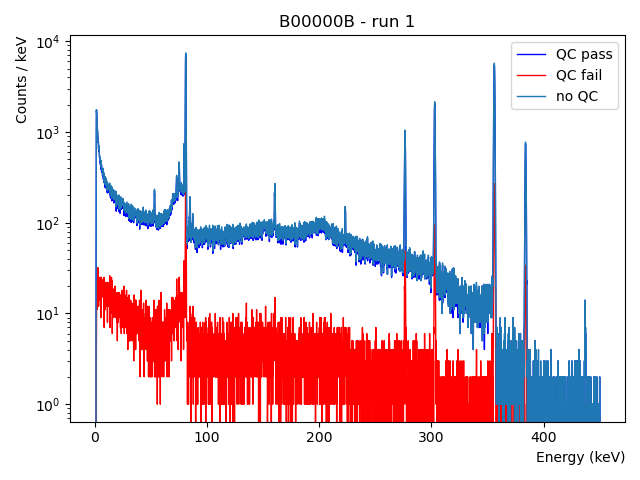 B00000B - run 1
Counts / keV
10⁴
10³
10²
10¹
10⁰
QC pass
QC fail
no QC
0 100 200 300 400
Energy (keV)